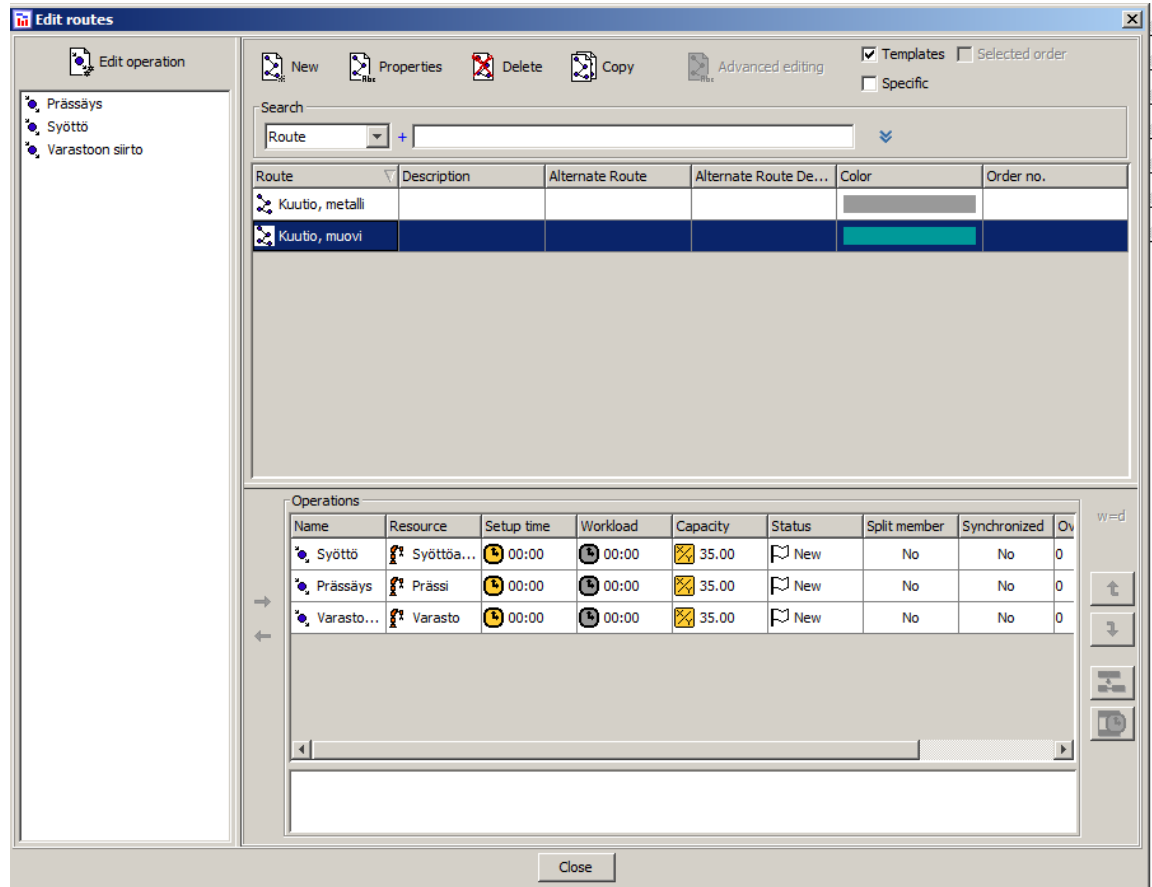 Edit routes
Edit operation
Prässäys
Syöttö
Varastoon siirto
New Properties Delete Copy Advanced editing
Templates Selected order
Specific
Search
Route +
Route Description Alternate Route Alternate Route De... Color Order no.
Kuutio, metalli
Kuutio, muovi
Operations
Name Resource Setup time Workload Capacity Status Split member Synchronized Ov
Syöttö Syöttöa... 00:00 00:00 35.00 New No No 0
Prässäys Prässi 00:00 00:00 35.00 New No No 0
Varasto... Varasto 00:00 00:00 35.00 New No No 0
w=d
Close